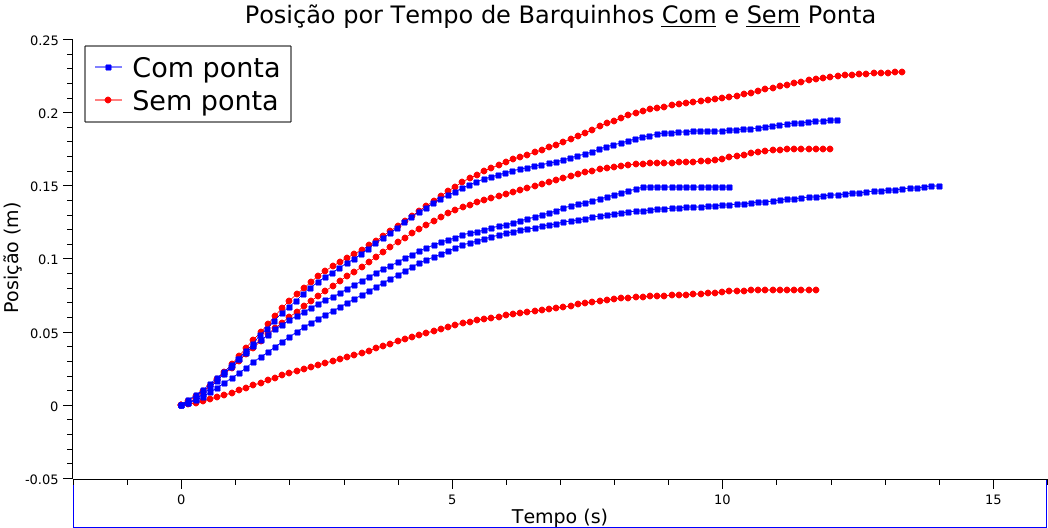 Posição por Tempo de Barquinhos Com e Sem Ponta
0.25
Com ponta
Sem ponta
0.2
0.15
0.1
0.05
0
-0.05
Posição (m)
0 5 10 15
Tempo (s)